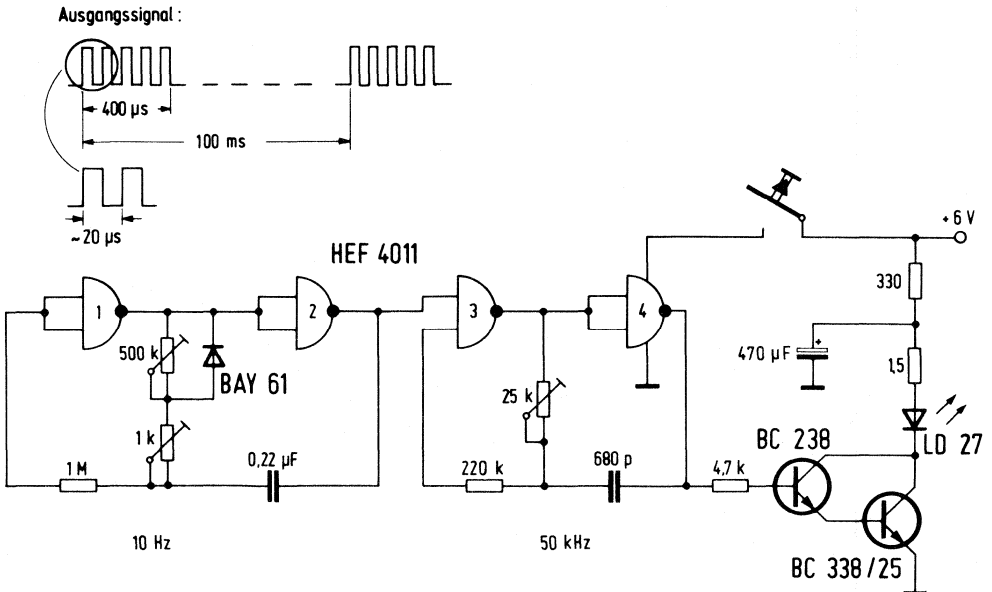 Ausgangssignal :
400 µs
100 ms
~20 µs
HEF 4011
+ 6 V
1
2
3
4
330
500 k
BAY 61
470 µF
+
1,5
25 k
1 k
LD 27
BC 238
1 M
0,22 µF
220 k
680 p
4,7 k
10 Hz
50 kHz
BC 338 / 25